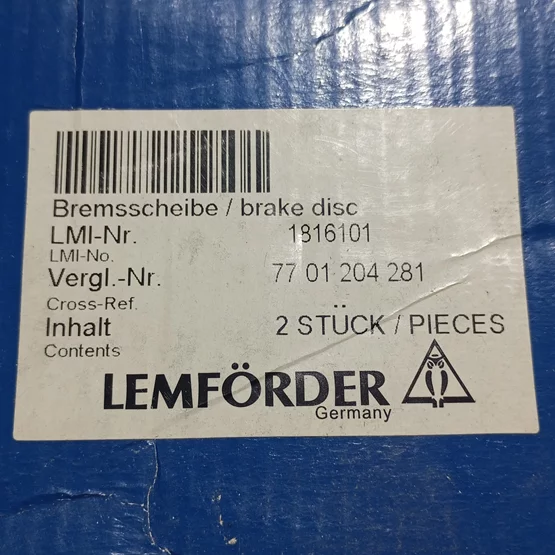 Bremsscheibe / brake disc
LMI-Nr. 1816101
LMI-No.
Vergl.-Nr. 77 01 204 281
Cross-Ref.
Inhalt 2 STÜCK / PIECES
Contents
LEMFÖRDER
Germany